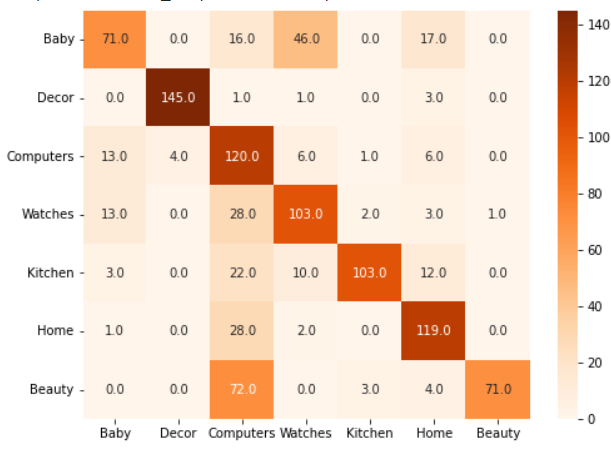 Baby 71.0 0.0 16.0 46.0 0.0 17.0 0.0
Decor 0.0 145.0 1.0 1.0 0.0 3.0 0.0
Computers 13.0 4.0 120.0 6.0 1.0 6.0 0.0
Watches 13.0 0.0 28.0 103.0 2.0 3.0 1.0
Kitchen 3.0 0.0 22.0 10.0 103.0 12.0 0.0
Home 1.0 0.0 28.0 2.0 0.0 119.0 0.0
Beauty 0.0 0.0 72.0 0.0 3.0 4.0 71.0
Baby Decor Computers Watches Kitchen Home Beauty
140
120
100
80
60
40
20
0